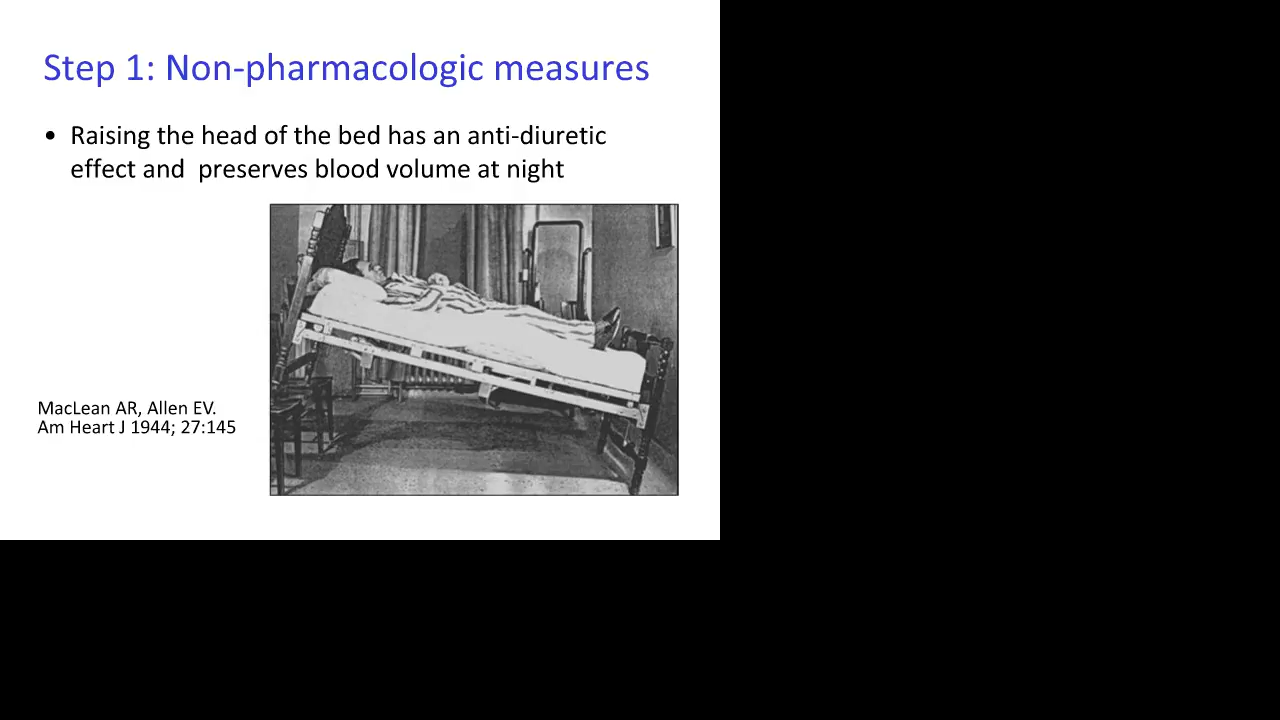 Step 1: Non-pharmacologic measures
• Raising the head of the bed has an anti-diuretic
effect and  preserves blood volume at night
MacLean AR, Allen EV.
Am Heart J 1944; 27:145